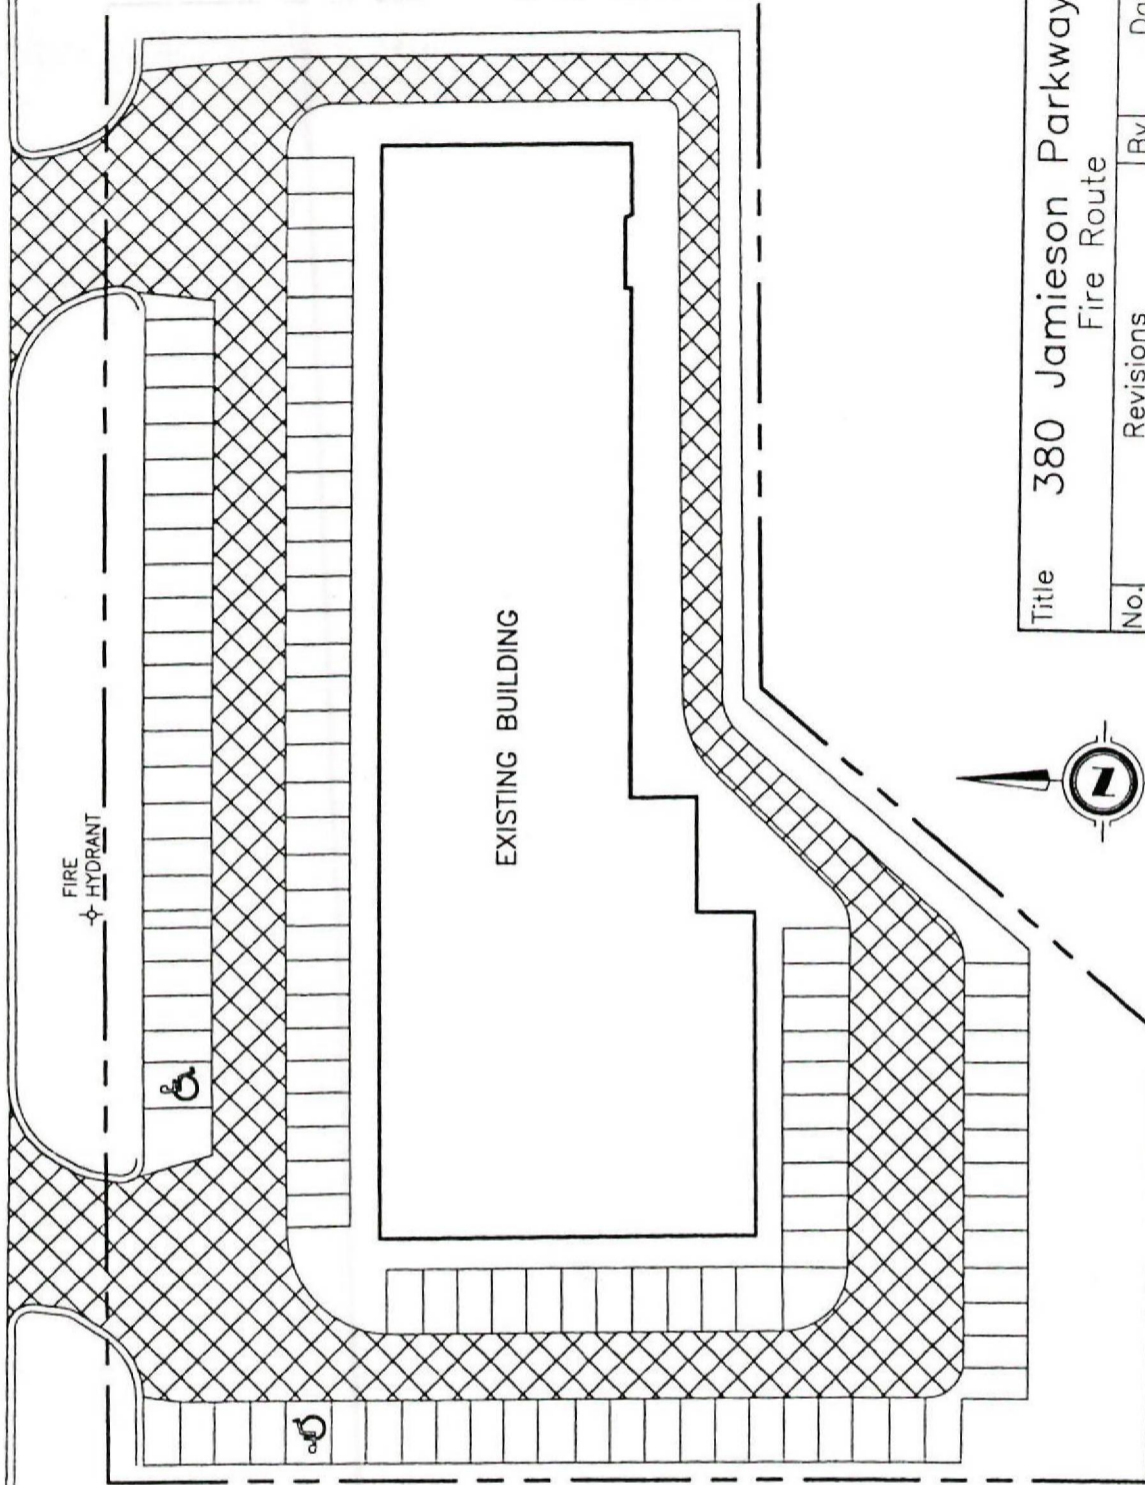 FIRE
HYDRANT
EXISTING BUILDING
N
Title 380 Jamieson Parkway
Fire Route
No. Revisions By